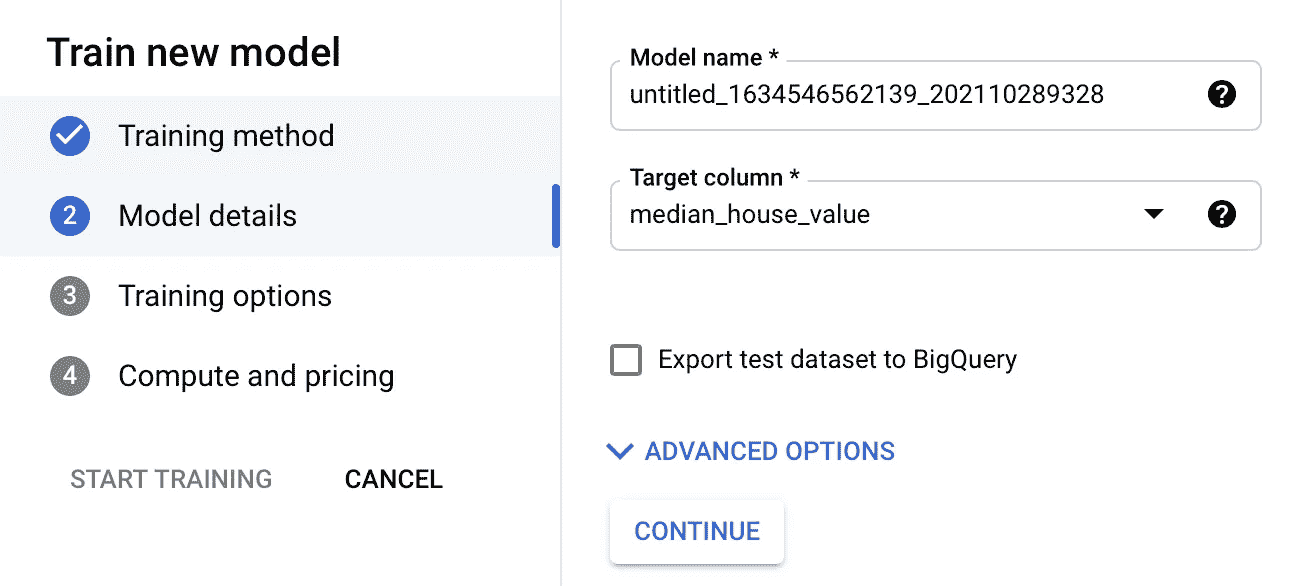 Train new model
Training method
2 Model details
3 Training options
4 Compute and pricing
START TRAINING CANCEL
Model name *
untitled_1634546562139_202110289328 ?
Target column *
median_house_value ?
Export test dataset to BigQuery
ADVANCED OPTIONS
CONTINUE